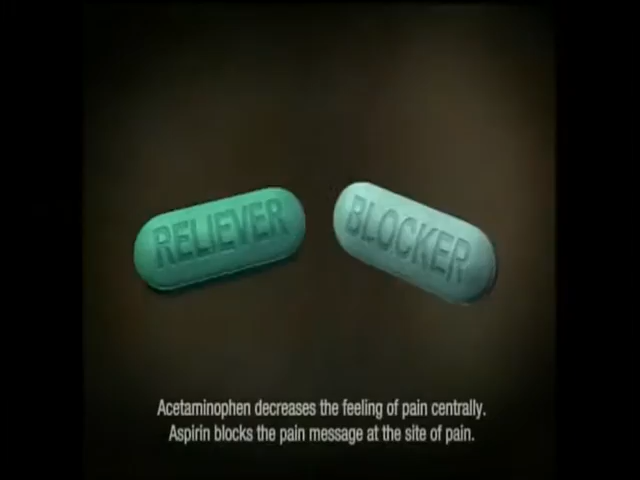 RELIEVER
BLOCKER
Acetaminophen decreases the feeling of pain centrally.
Aspirin blocks the pain message at the site of pain.